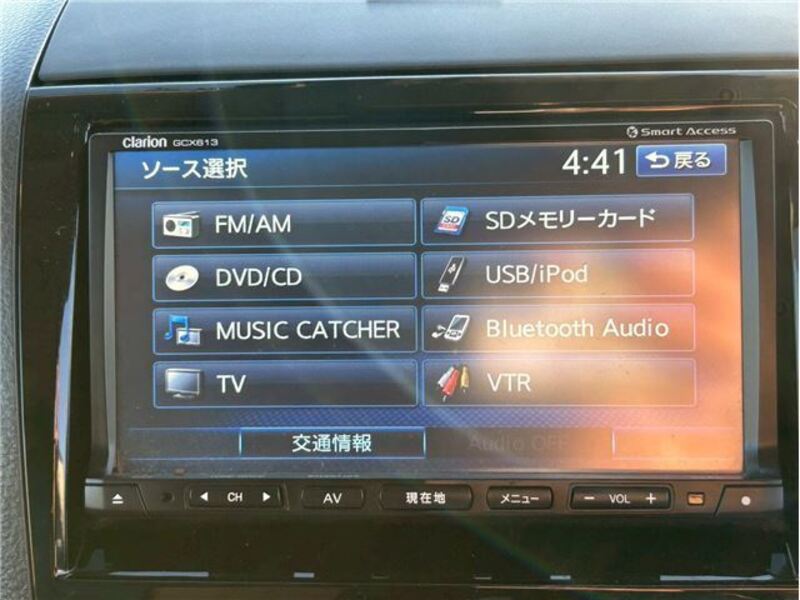 Clarion GCX613
Smart Access
ソース選択
4:41
戻る
FM/AM
SDメモリーカード
DVD/CD
USB/iPod
MUSIC CATCHER
Bluetooth Audio
TV
VTR
交通情報
Audio OFF
CH
AV
現在地
メニュー
− VOL +